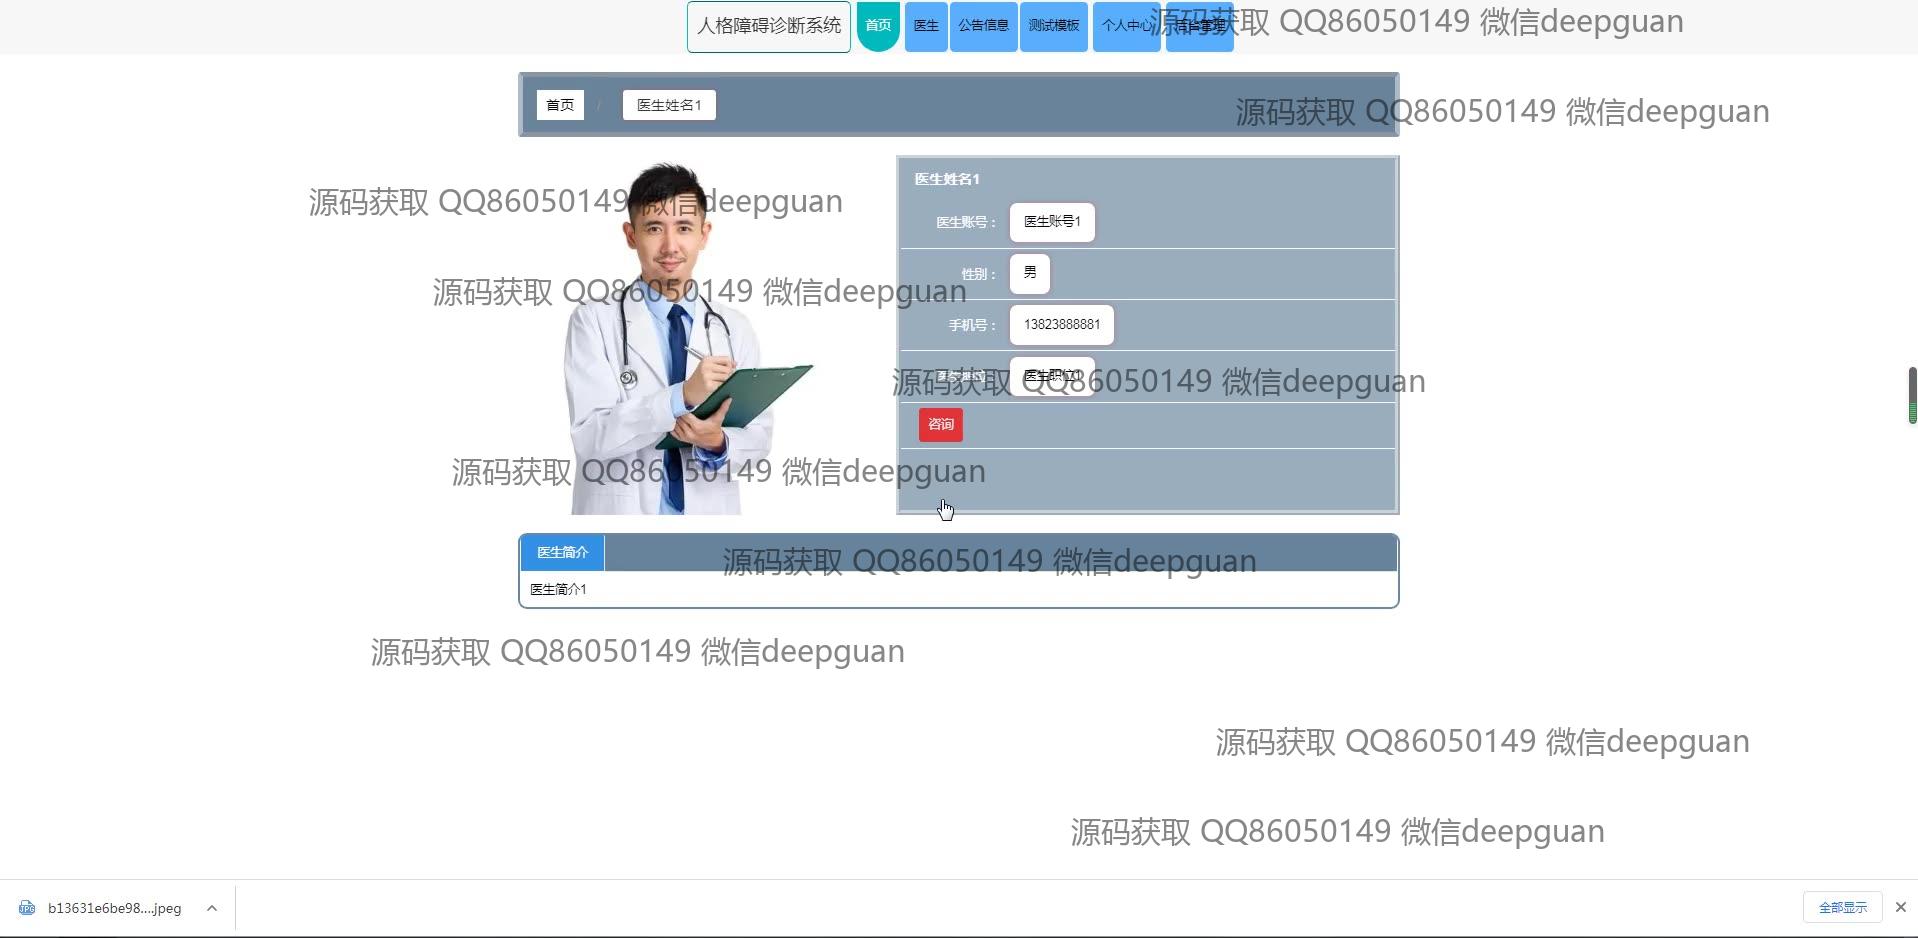 人格障碍诊断系统 首页 医生 公告信息 测试模板 个人中心 后台管理
源码获取 QQ86050149 微信deepguan
首页 / 医生姓名1
源码获取 QQ86050149 微信deepguan
医生姓名1
源码获取 QQ86050149 微信deepguan
医生账号： 医生账号1
性别： 男
源码获取 QQ86050149 微信deepguan
手机号： 13823888881
医生职位： 医生职位1
源码获取 QQ86050149 微信deepguan
咨询
源码获取 QQ86050149 微信deepguan
医生简介
源码获取 QQ86050149 微信deepguan
医生简介1
源码获取 QQ86050149 微信deepguan
源码获取 QQ86050149 微信deepguan
源码获取 QQ86050149 微信deepguan
b13631e6be98....jpeg
全部显示